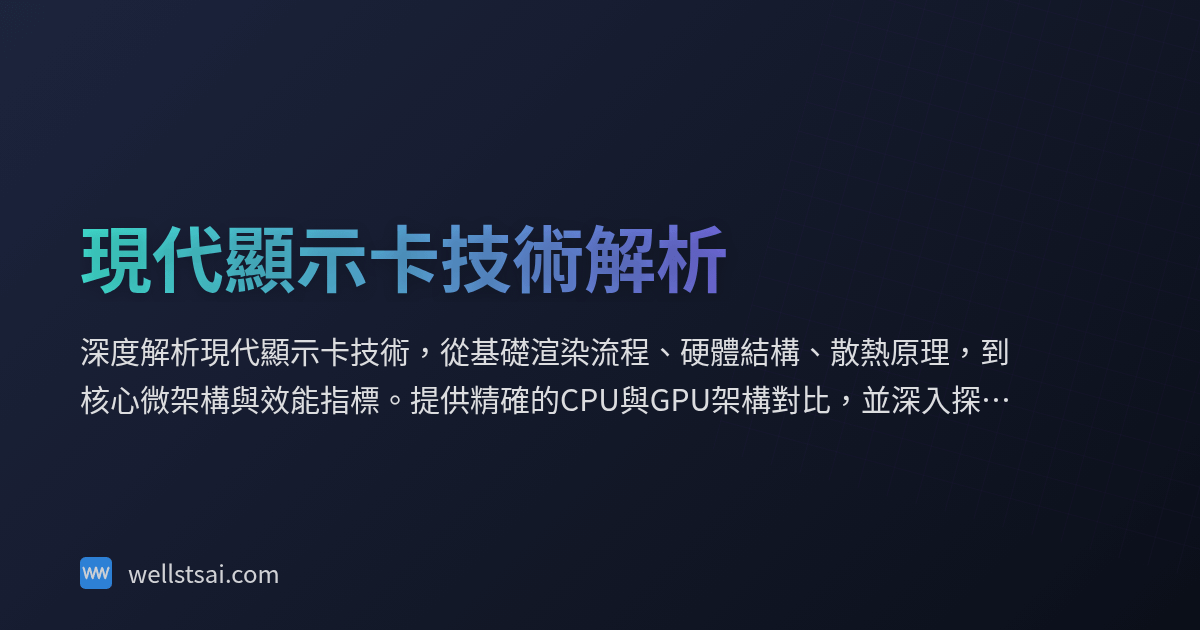 現代顯示卡技術解析
深度解析現代顯示卡技術，從基礎渲染流程、硬體結構、散熱原理，到
核心微架構與效能指標。提供精確的CPU與GPU架構對比，並深入探…
wellstsai.com